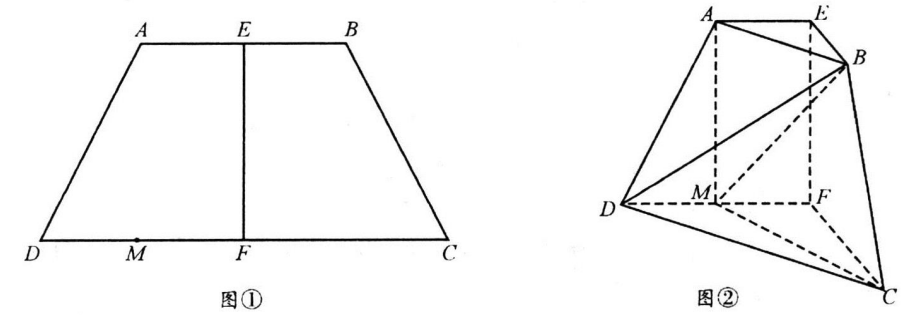 A E B
D M F C
图①
A E
B
D M F
C
图②